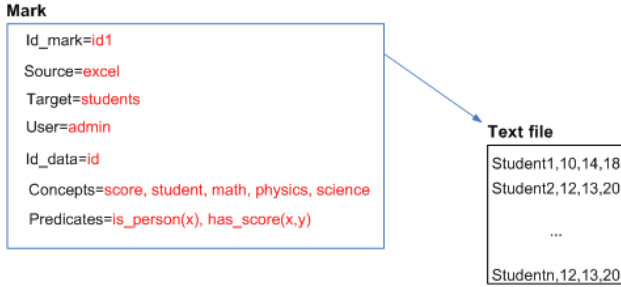 Mark
Id_mark=id1
Source=excel
Target=students
User=admin
Id_data=id
Concepts=score, student, math, physics, science
Predicates=is_person(x), has_score(x,y)
Text file
Student1,10,14,18
Student2,12,13,20
...
Studentn,12,13,20